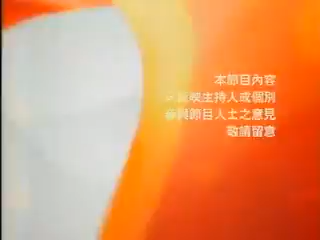 本節目內容
反映主持人或個別
參與節目人士之意見
敬請留意